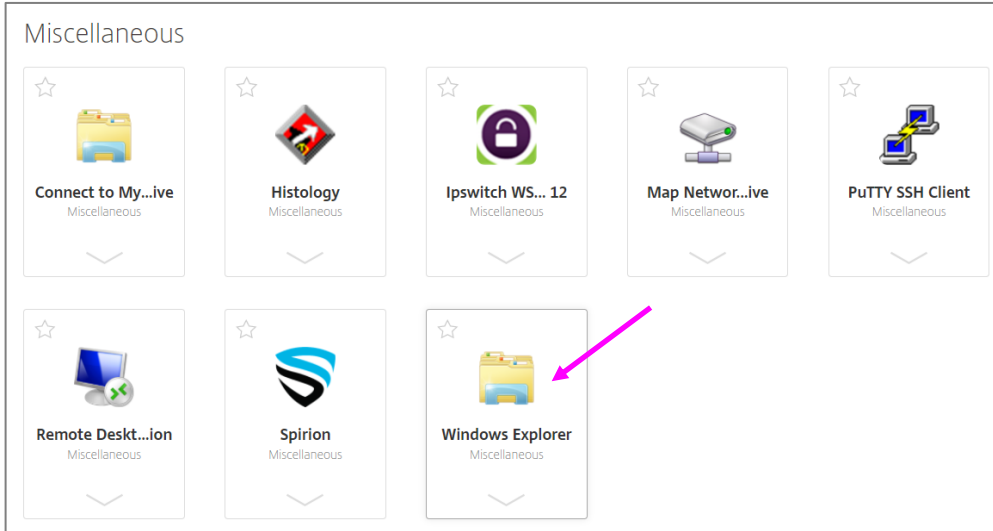 Miscellaneous
Connect to My...ive
Miscellaneous
Histology
Miscellaneous
Ipswitch WS... 12
Miscellaneous
Map Networ...ive
Miscellaneous
PuTTY SSH Client
Miscellaneous
Remote Deskt...ion
Miscellaneous
Spirion
Miscellaneous
Windows Explorer
Miscellaneous